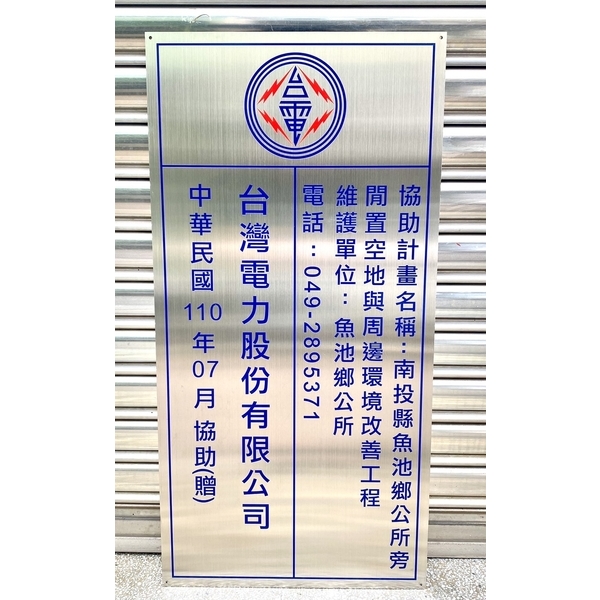 台電
協助計畫名稱：南投縣魚池鄉公所旁
閒置空地與周邊環境改善工程
維護單位：魚池鄉公所
電話：049-2895371
台灣電力股份有限公司
中華民國110年07月協助(贈)